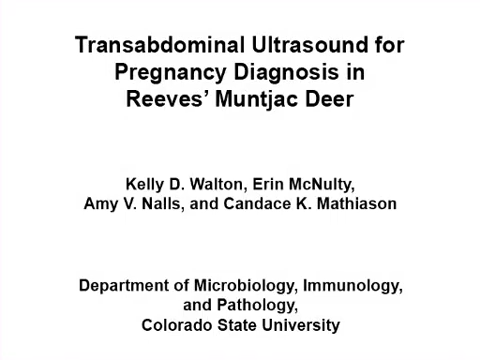 Transabdominal Ultrasound for
Pregnancy Diagnosis in
Reeves’ Muntjac Deer
Kelly D. Walton, Erin McNulty,
Amy V. Nalls, and Candace K. Mathiason
Department of Microbiology, Immunology,
and Pathology,
Colorado State University